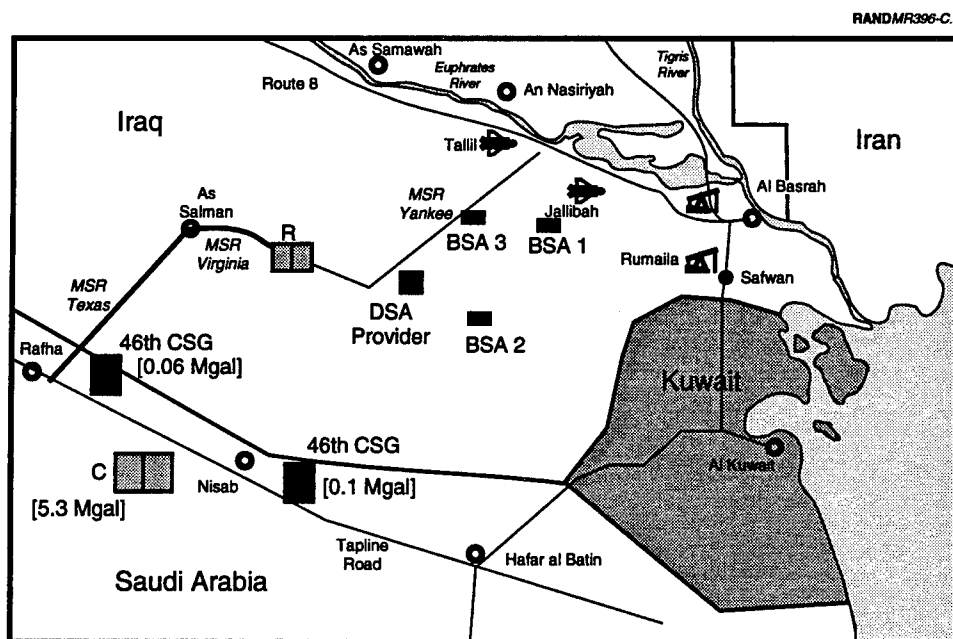 RANDMR396-C.
As Samawah
Tigris
River
Euphrates
River
Route 8
An Nasiriyah
Iraq
Iran
Tallil
Al Basrah
As
Salman
MSR
Yankee
Jallibah
R
MSR
Virginia
BSA 3
BSA 1
Rumaila
Safwan
MSR
Texas
DSA
Provider
BSA 2
46th CSG
[0.06 Mgal]
Rafha
Kuwait
46th CSG
C
Nisab
[0.1 Mgal]
Al Kuwait
[5.3 Mgal]
Tapline
Road
Hafar al Batin
Saudi Arabia